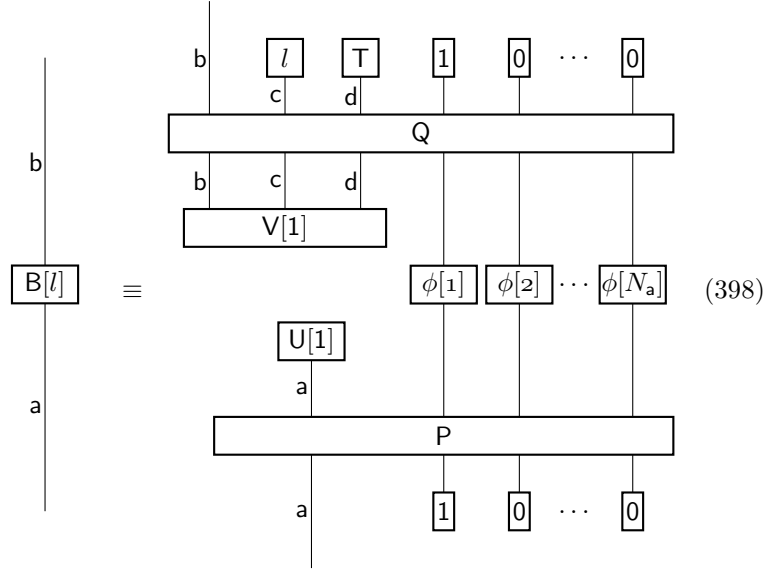 b l T 1 0 ⋯ 0
c d
Q
b
b c d
V[1]
B[l] ≡ ϕ[1] ϕ[2] ⋯ ϕ[N_a] (398)
U[1]
a
a
P
a 1 0 ⋯ 0